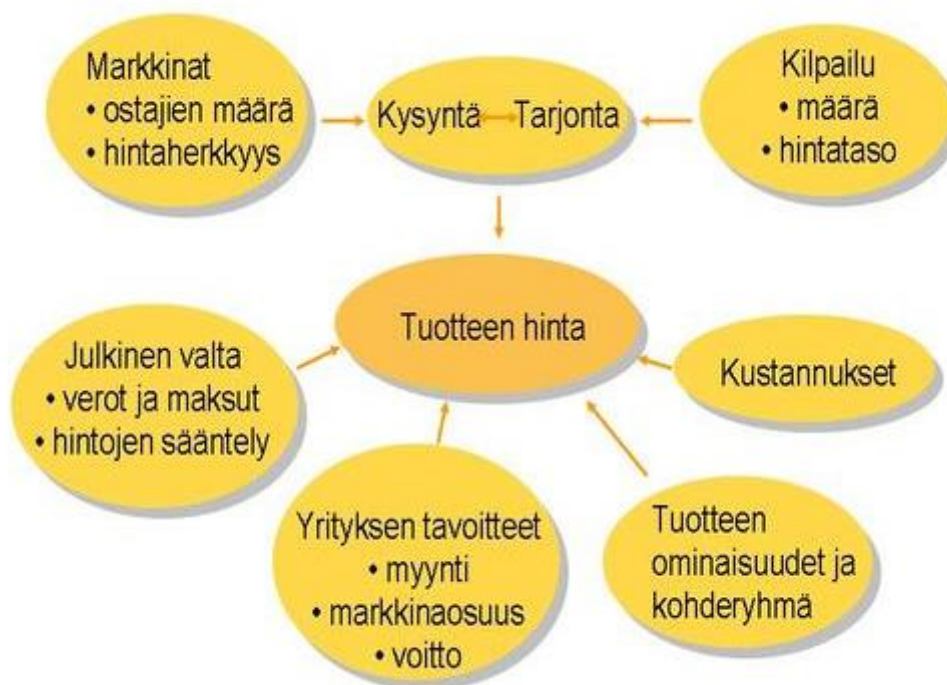 Markkinat
• ostajien määrä
• hintaherkkyys
Kysyntä Tarjonta
Kilpailu
• määrä
• hintataso
Tuotteen hinta
Julkinen valta
• verot ja maksut
• hintojen sääntely
Kustannukset
Yrityksen tavoitteet
• myynti
• markkinaosuus
• voitto
Tuotteen
ominaisuudet ja
kohderyhmä